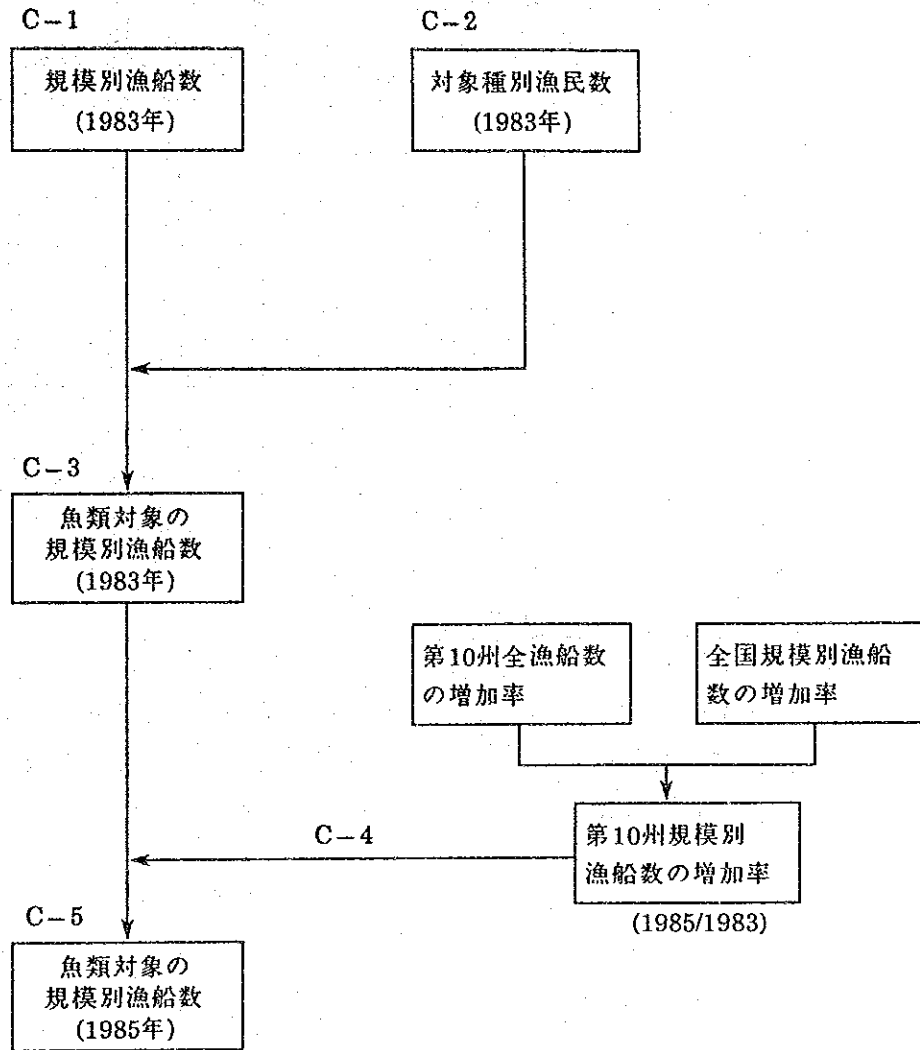 C-1
規模別漁船数
(1983年)
C-2
対象種別漁民数
(1983年)
C-3
魚類対象の
規模別漁船数
(1983年)
第10州全漁船数
の増加率
全国規模別漁船
数の増加率
C-4
第10州規模別
漁船数の増加率
(1985/1983)
C-5
魚類対象の
規模別漁船数
(1985年)